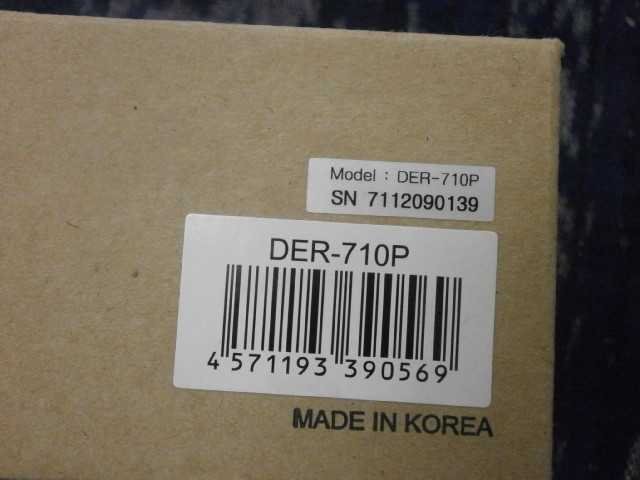 Model : DER-710P
SN 7112090139
DER-710P
4 571193 390569
MADE IN KOREA